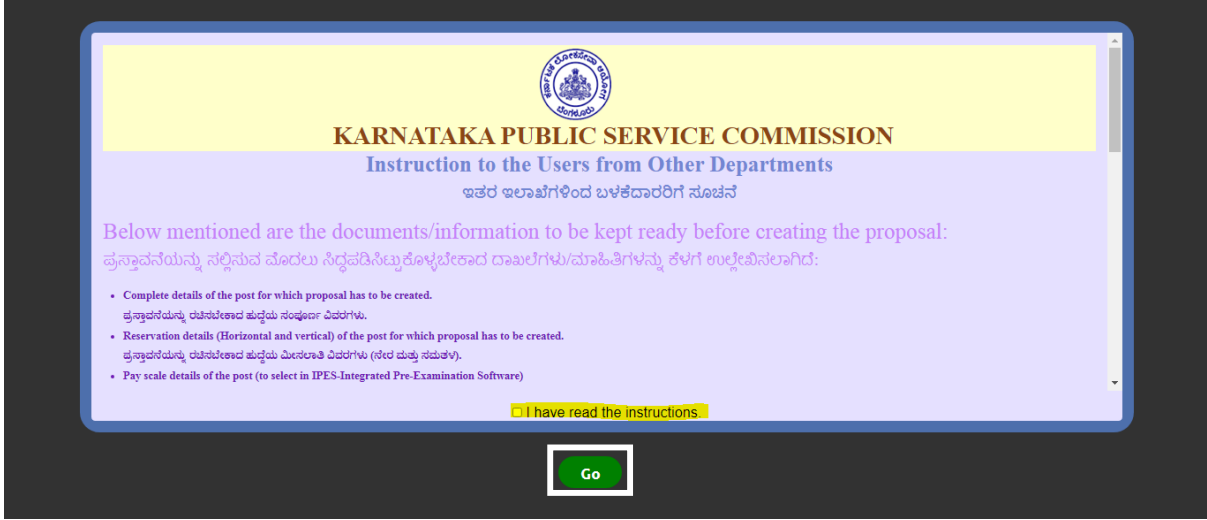 ಕರ್ನಾಟಕ ಲೋಕಸೇವಾ ಆಯೋಗ
ಬೆಂಗಳೂರು
KARNATAKA PUBLIC SERVICE COMMISSION
Instruction to the Users from Other Departments
ಇತರ ಇಲಾಖೆಗಳಿಂದ ಬಳಕೆದಾರರಿಗೆ ಸೂಚನೆ
Below mentioned are the documents/information to be kept ready before creating the proposal:
ಪ್ರಸ್ತಾವನೆಯನ್ನು ಸಲ್ಲಿಸುವ ಮೊದಲು ಸಿದ್ಧಪಡಿಸಿಟ್ಟುಕೊಳ್ಳಬೇಕಾದ ದಾಖಲೆಗಳು/ಮಾಹಿತಿಗಳನ್ನು ಕೆಳಗೆ ಉಲ್ಲೇಖಿಸಲಾಗಿದೆ:
• Complete details of the post for which proposal has to be created.
ಪ್ರಸ್ತಾವನೆಯನ್ನು ರಚಿಸಬೇಕಾದ ಹುದ್ದೆಯ ಸಂಪೂರ್ಣ ವಿವರಗಳು.
• Reservation details (Horizontal and vertical) of the post for which proposal has to be created.
ಪ್ರಸ್ತಾವನೆಯನ್ನು ರಚಿಸಬೇಕಾದ ಹುದ್ದೆಯ ಮೀಸಲಾತಿ ವಿವರಗಳು (ನೇರ ಮತ್ತು ಸಮತಳ).
• Pay scale details of the post (to select in IPES-Integrated Pre-Examination Software)
I have read the instructions.
Go